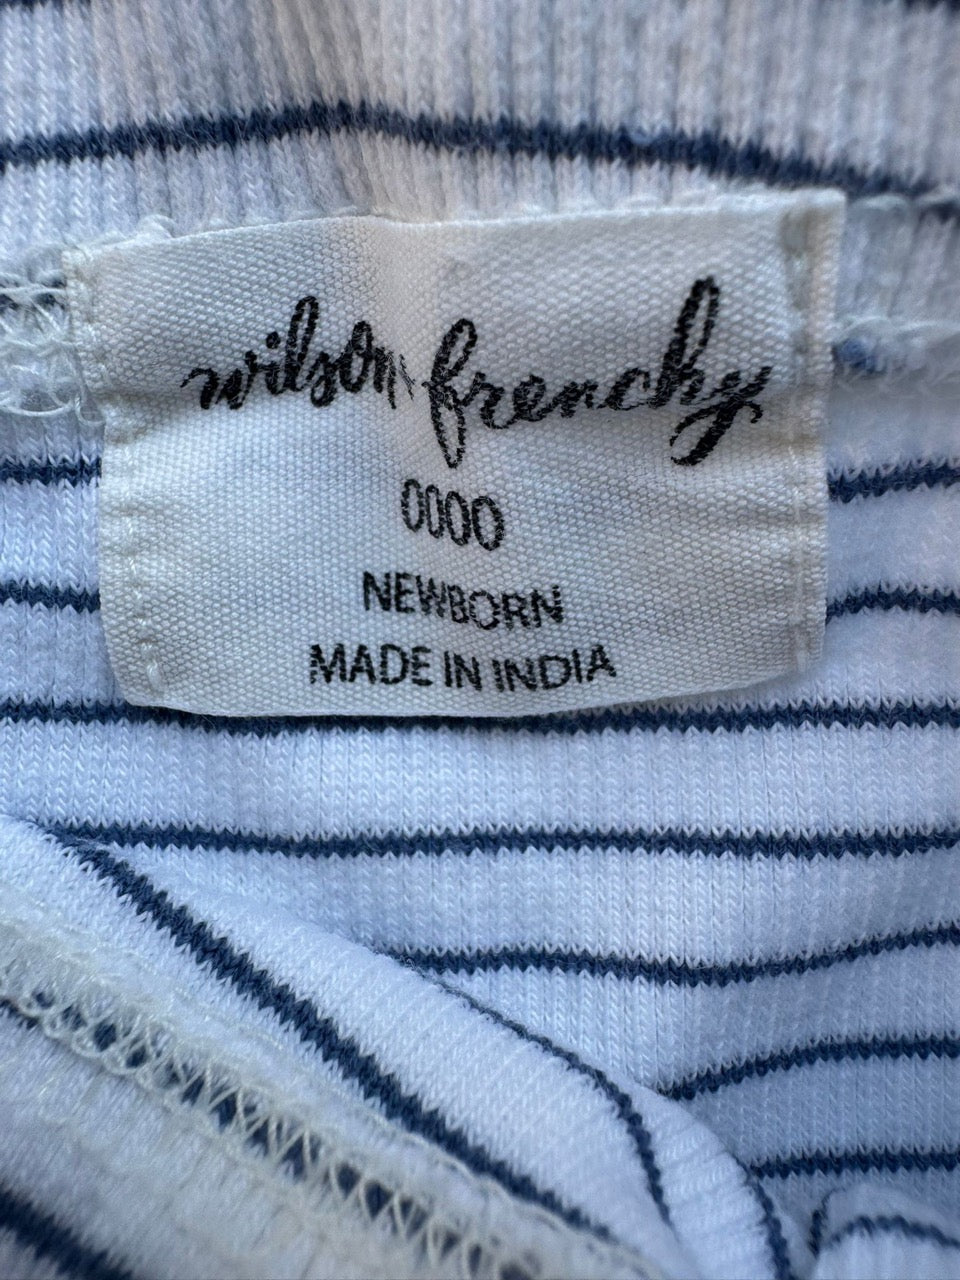 wilson & frenchy
0000
NEWBORN
MADE IN INDIA